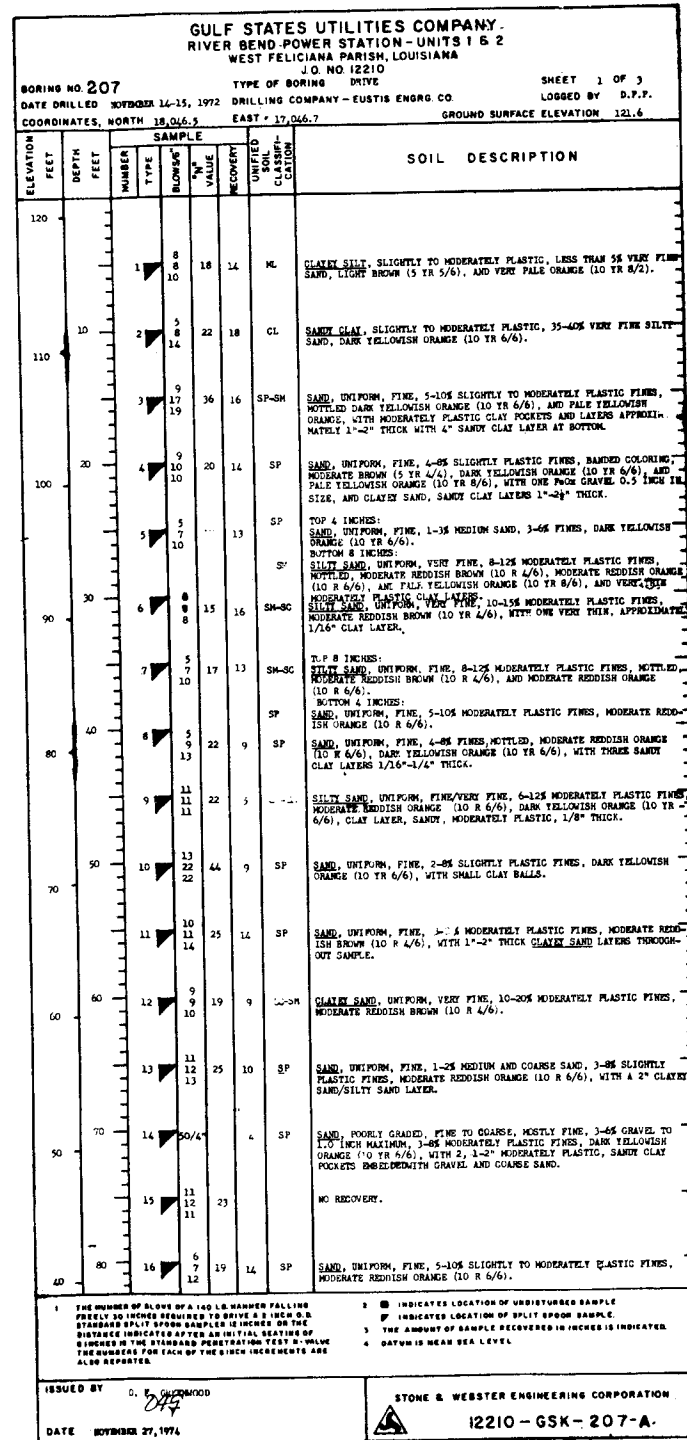 GULF STATES UTILITIES COMPANY
RIVER BEND POWER STATION - UNITS 1 & 2
WEST FELICIANA PARISH, LOUISIANA
J.O. NO. 12210
BORING NO. 207 TYPE OF BORING DRIVE SHEET 1 OF 3
DATE DRILLED NOVEMBER 14-15, 1972 DRILLING COMPANY - EUSTIS ENGRG. CO. LOGGED BY D.P.P.
COORDINATES, NORTH 18,046.5 EAST 17,046.7 GROUND SURFACE ELEVATION 121.6
ELEVATION FEET
DEPTH FEET
SAMPLE
NUMBER
TYPE
BLOWS/6"
"N" VALUE
RECOVERY
UNIFIED SOIL CLASSIFICATION
SOIL DESCRIPTION
120
1 8 8 10 18 14 ML CLAYEY SILT, SLIGHTLY TO MODERATELY PLASTIC, LESS THAN 5% VERY FINE
SAND, LIGHT BROWN (5 YR 5/6), AND VERY PALE ORANGE (10 YR 8/2).
10
110
2 5 8 14 22 18 CL SANDY CLAY, SLIGHTLY TO MODERATELY PLASTIC, 35-40% VERY FINE SILTY
SAND, DARK YELLOWISH ORANGE (10 YR 6/6).
3 9 17 19 36 16 SP-SM SAND, UNIFORM, FINE, 5-10% SLIGHTLY TO MODERATELY PLASTIC FINES,
MOTTLED DARK YELLOWISH ORANGE (10 YR 6/6), AND PALE YELLOWISH
ORANGE, WITH MODERATELY PLASTIC CLAY POCKETS AND LAYERS APPROXI-
MATELY 1"-2" THICK WITH 4" SANDY CLAY LAYER AT BOTTOM.
20
100
4 9 10 10 20 14 SP SAND, UNIFORM, FINE, 4-8% SLIGHTLY PLASTIC FINES, BANDED COLORING,
MODERATE BROWN (5 YR 4/4), DARK YELLOWISH ORANGE (10 YR 6/6), AND
PALE YELLOWISH ORANGE (10 YR 8/6), WITH ONE FeOx GRAVEL 0.5 INCH IN
SIZE, AND CLAYEY SAND, SANDY CLAY LAYERS 1"-2½" THICK.
5 5 7 10 13 SP TOP 4 INCHES:
SAND, UNIFORM, FINE, 1-3% MEDIUM SAND, 3-6% FINES, DARK YELLOWISH
ORANGE (10 YR 6/6).
BOTTOM 8 INCHES:
SILTY SAND, UNIFORM, VERY FINE, 8-12% MODERATELY PLASTIC FINES,
MOTTLED, MODERATE REDDISH BROWN (10 R 4/6), MODERATE REDDISH ORANGE
(10 R 6/6), AND PALE YELLOWISH ORANGE (10 YR 8/6), AND VERY THIN
MODERATELY PLASTIC CLAY LAYERS.
30
90
6 8 15 16 SM-SC SILTY SAND, UNIFORM, VERY FINE, 10-15% MODERATELY PLASTIC FINES,
MODERATE REDDISH BROWN (10 R 4/6), WITH ONE VERY THIN, APPROXIMATE
1/16" CLAY LAYER.
7 5 7 10 17 13 SM-SC TOP 8 INCHES:
SILTY SAND, UNIFORM, FINE, 8-12% MODERATELY PLASTIC FINES, MOTTLED,
MODERATE REDDISH BROWN (10 R 4/6), AND MODERATE REDDISH ORANGE
(10 R 6/6).
BOTTOM 4 INCHES:
SP SAND, UNIFORM, FINE, 5-10% MODERATELY PLASTIC FINES, MODERATE REDD-
ISH ORANGE (10 R 6/6).
40
80
8 5 9 13 22 9 SP SAND, UNIFORM, FINE, 4-8% FINES, MOTTLED, MODERATE REDDISH ORANGE
(10 R 6/6), DARK YELLOWISH ORANGE (10 YR 6/6), WITH THREE SANDY
CLAY LAYERS 1/16"-1/4" THICK.
9 11 11 11 22 SILTY SAND, UNIFORM, FINE/VERY FINE, 6-12% MODERATELY PLASTIC FINES,
MODERATE REDDISH ORANGE (10 R 6/6), DARK YELLOWISH ORANGE (10 YR
6/6), CLAY LAYER, SANDY, MODERATELY PLASTIC, 1/8" THICK.
50
70
10 13 22 22 44 9 SP SAND, UNIFORM, FINE, 2-8% SLIGHTLY PLASTIC FINES, DARK YELLOWISH
ORANGE (10 YR 6/6), WITH SMALL CLAY BALLS.
11 10 11 14 25 14 SP SAND, UNIFORM, FINE, MODERATELY PLASTIC FINES, MODERATE REDD-
ISH BROWN (10 R 4/6), WITH 1"-2" THICK CLAYEY SAND LAYERS THROUGH-
OUT SAMPLE.
60
60
12 9 9 10 19 9 CLAYEY SAND, UNIFORM, VERY FINE, 10-20% MODERATELY PLASTIC FINES,
MODERATE REDDISH BROWN (10 R 4/6).
13 11 12 13 25 10 SP SAND, UNIFORM, FINE, 1-2% MEDIUM AND COARSE SAND, 3-8% SLIGHTLY
PLASTIC FINES, MODERATE REDDISH ORANGE (10 R 6/6), WITH A 2" CLAYEY
SAND/SILTY SAND LAYER.
70
50
14 50/4" 4 SP SAND, POORLY GRADED, FINE TO COARSE, MOSTLY FINE, 3-6% GRAVEL TO
1.0 INCH MAXIMUM, 3-8% MODERATELY PLASTIC FINES, DARK YELLOWISH
ORANGE (10 YR 6/6), WITH 2, 1-2" MODERATELY PLASTIC, SANDY CLAY
POCKETS EMBEDDED WITH GRAVEL AND COARSE SAND.
15 11 12 11 23 NO RECOVERY.
80
40
16 6 7 12 19 14 SP SAND, UNIFORM, FINE, 5-10% SLIGHTLY TO MODERATELY PLASTIC FINES,
MODERATE REDDISH ORANGE (10 R 6/6).
1 THE NUMBER OF BLOWS OF A 140 LB. HAMMER FALLING
FREELY 30 INCHES REQUIRED TO DRIVE A 2 INCH O.D.
STANDARD SPLIT SPOON SAMPLER 12 INCHES OR THE
DISTANCE INDICATED AFTER AN INITIAL SEATING OF
6 INCHES IS THE STANDARD PENETRATION TEST N-VALUE
THE NUMBERS FOR EACH OF THE 6 INCH INCREMENTS ARE
ALSO REPORTED.
2 INDICATES LOCATION OF UNDISTURBED SAMPLE
INDICATES LOCATION OF SPLIT SPOON SAMPLE.
3 THE AMOUNT OF SAMPLE RECOVERED IN INCHES IS INDICATED.
4 DATUM IS MEAN SEA LEVEL
ISSUED BY
DATE NOVEMBER 27, 1974
STONE & WEBSTER ENGINEERING CORPORATION
12210-GSK-207-A